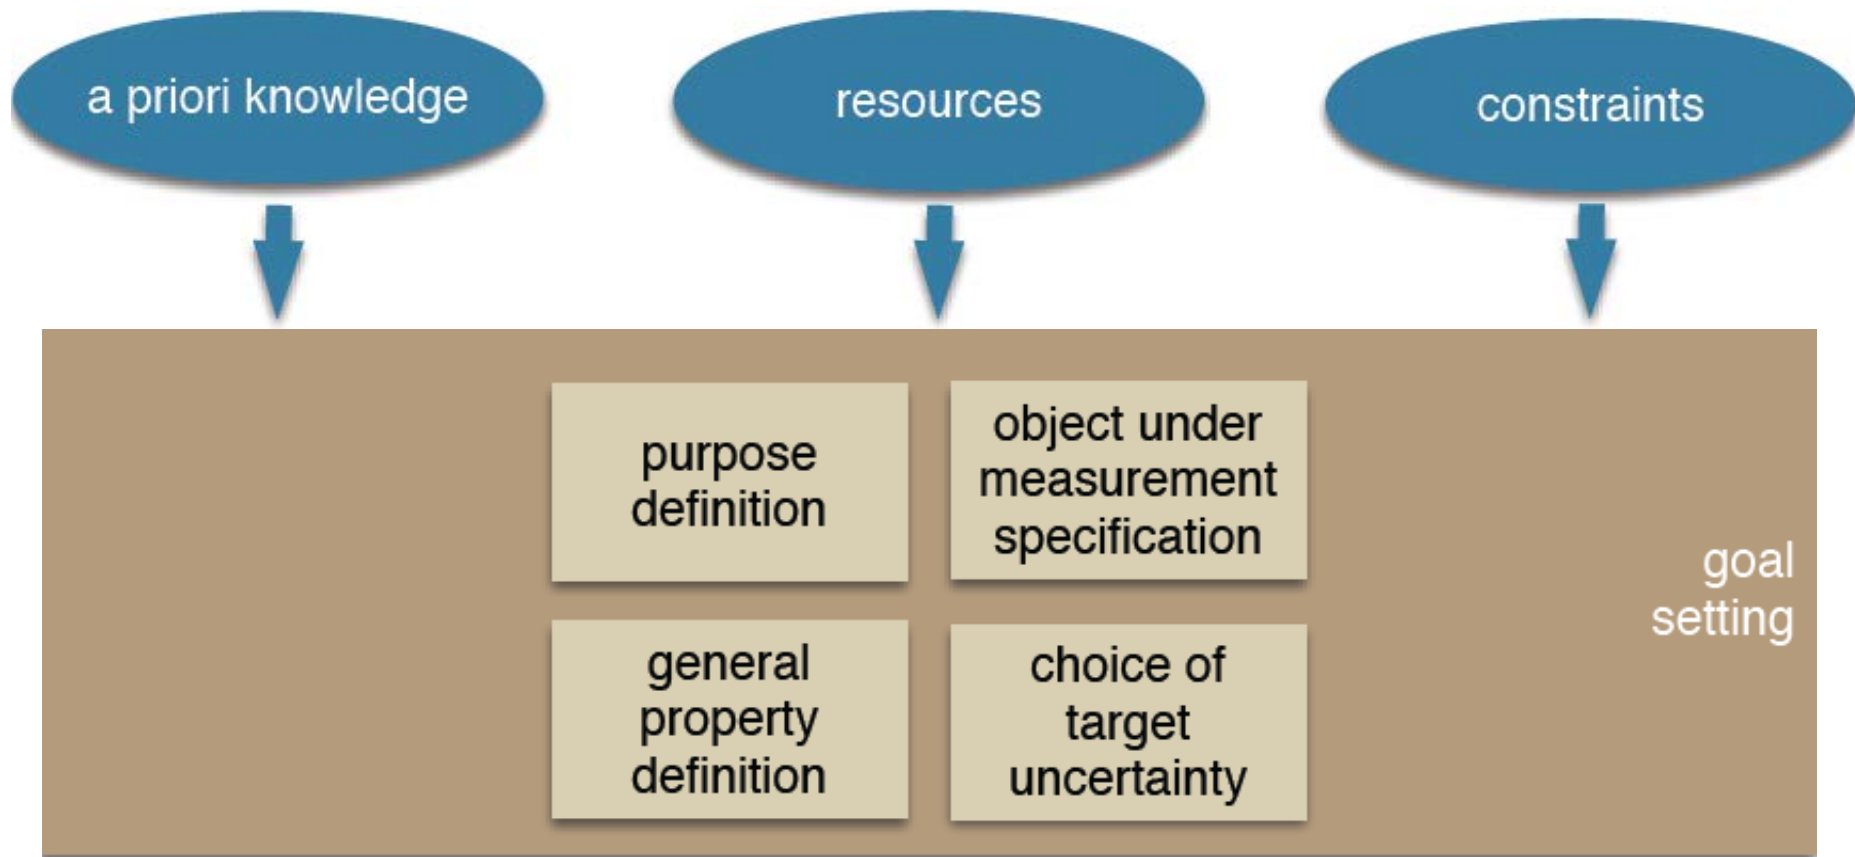 a priori knowledge
resources
constraints
purpose
definition
object under
measurement
specification
general
property
definition
choice of
target
uncertainty
goal
setting